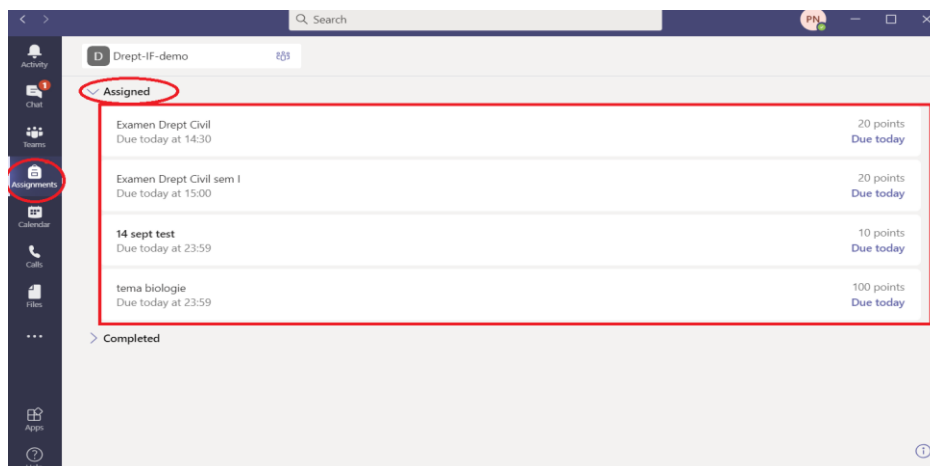 Search
PN
Activity
D Drept-IF-demo
1
Chat
Assigned
Teams
Examen Drept Civil
20 points
Due today at 14:30
Due today
Assignments
Examen Drept Civil sem I
20 points
Due today at 15:00
Due today
Calendar
14 sept test
10 points
Due today at 23:59
Due today
Calls
tema biologie
100 points
Due today at 23:59
Due today
Files
Completed
Apps